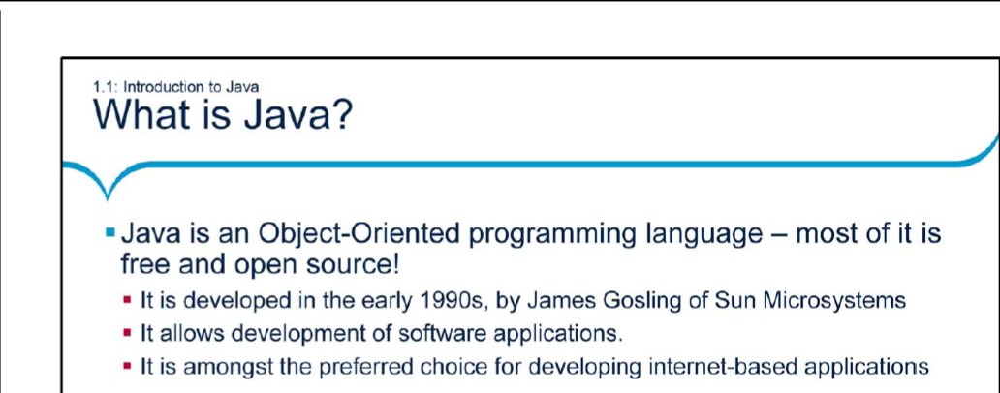 1.1: Introduction to Java
What is Java?
Java is an Object-Oriented programming language – most of it is
free and open source!
It is developed in the early 1990s, by James Gosling of Sun Microsystems
It allows development of software applications.
It is amongst the preferred choice for developing internet-based applications